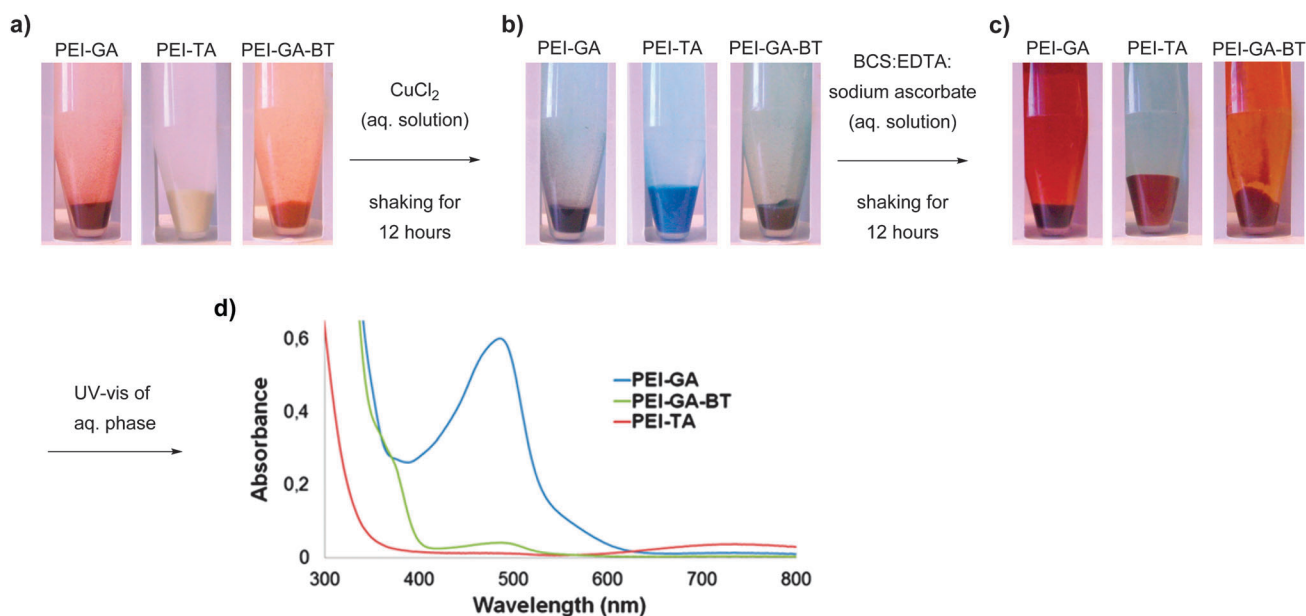 a)
PEI-GA PEI-TA PEI-GA-BT
CuCl2
(aq. solution)
shaking for
12 hours
b)
PEI-GA PEI-TA PEI-GA-BT
BCS:EDTA:
sodium ascorbate
(aq. solution)
shaking for
12 hours
c)
PEI-GA PEI-TA PEI-GA-BT
UV-vis of
aq. phase
d)
Absorbance
0,6
0,4
0,2
0
PEI-GA
PEI-GA-BT
PEI-TA
300 400 500 600 700 800
Wavelength (nm)